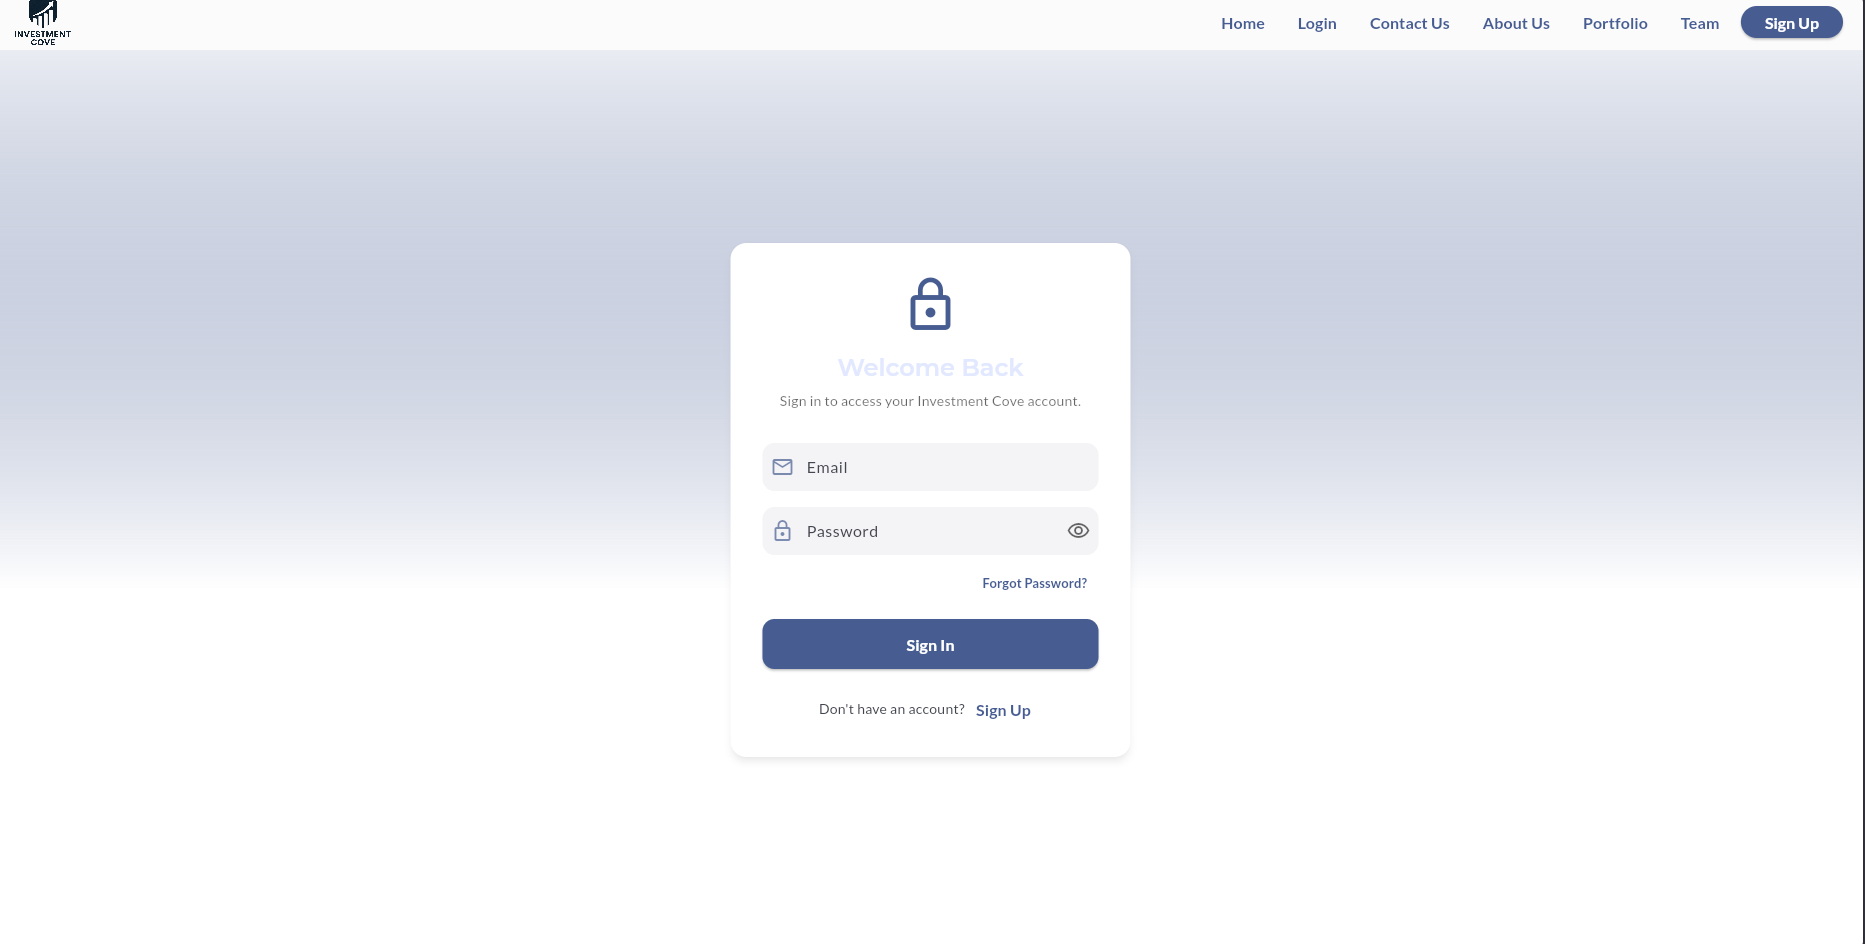 INVESTMENT
COVE
Home Login Contact Us About Us Portfolio Team Sign Up
Welcome Back
Sign in to access your Investment Cove account.
Email
Password
Forgot Password?
Sign In
Don't have an account? Sign Up